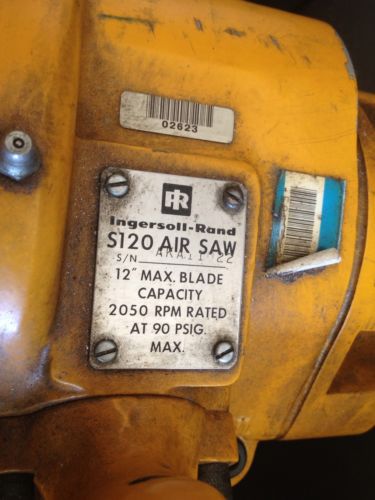 02623
IR
Ingersoll-Rand
S120 AIR SAW
S/N
12" MAX. BLADE
CAPACITY
2050 RPM RATED
AT 90 PSIG.
MAX.